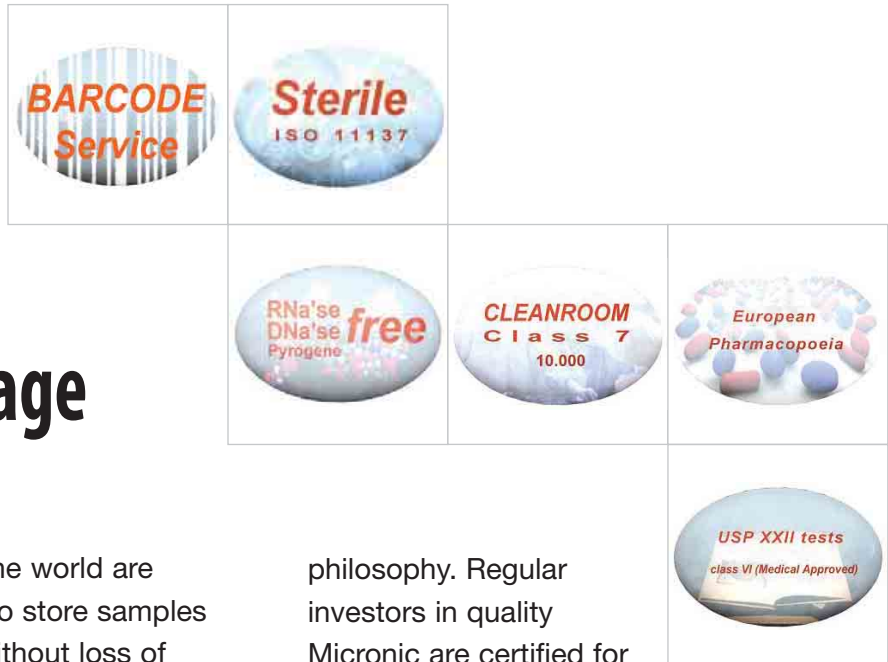 BARCODE
Service
Sterile
ISO 11137
RNa'se
DNa'se free
Pyrogene
CLEANROOM
Class 7
10.000
European
Pharmacopoeia
age
USP XXII tests
class VI (Medical Approved)
ne world are
o store samples
ithout loss of
philosophy. Regular
investors in quality
Micronic are certified for